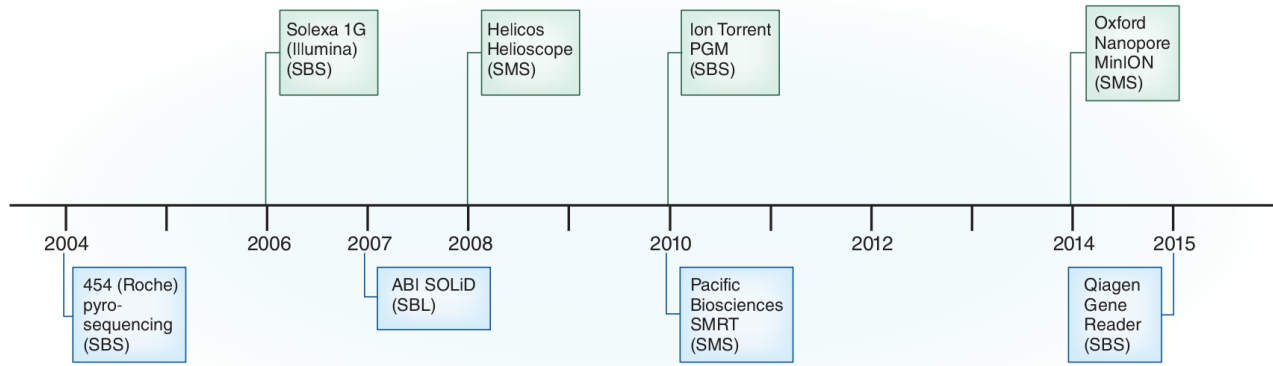 Solexa 1G
(Illumina)
(SBS)
Helicos
Helioscope
(SMS)
Ion Torrent
PGM
(SBS)
Oxford
Nanopore
MinION
(SMS)
2004
2006
2007
2008
2010
2012
2014
2015
454 (Roche)
pyro-
sequencing
(SBS)
ABI SOLiD
(SBL)
Pacific
Biosciences
SMRT
(SMS)
Qiagen
Gene
Reader
(SBS)